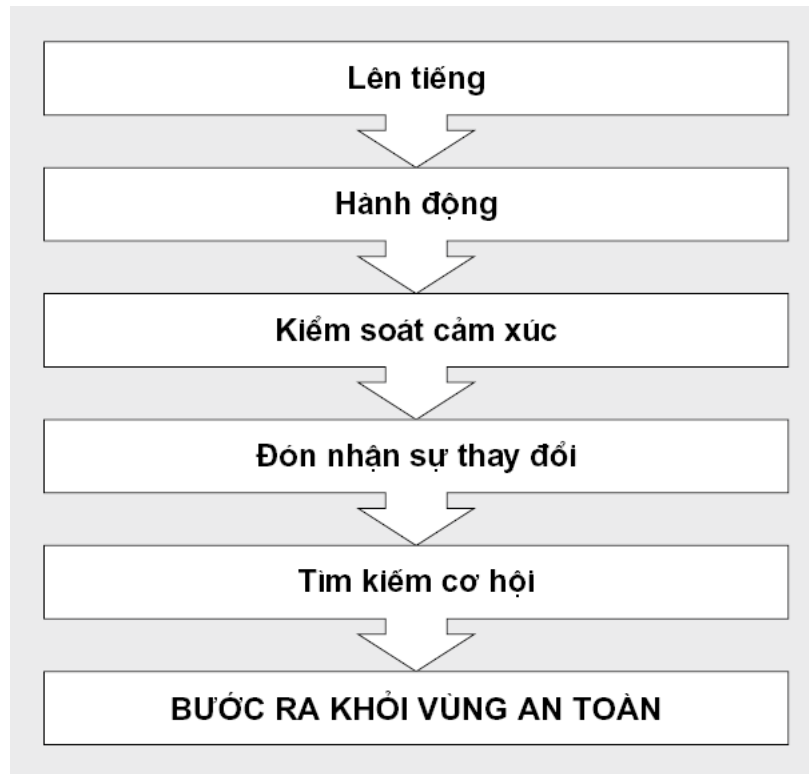 Lên tiếng
Hành động
Kiểm soát cảm xúc
Đón nhận sự thay đổi
Tìm kiếm cơ hội
BƯỚC RA KHỎI VÙNG AN TOÀN